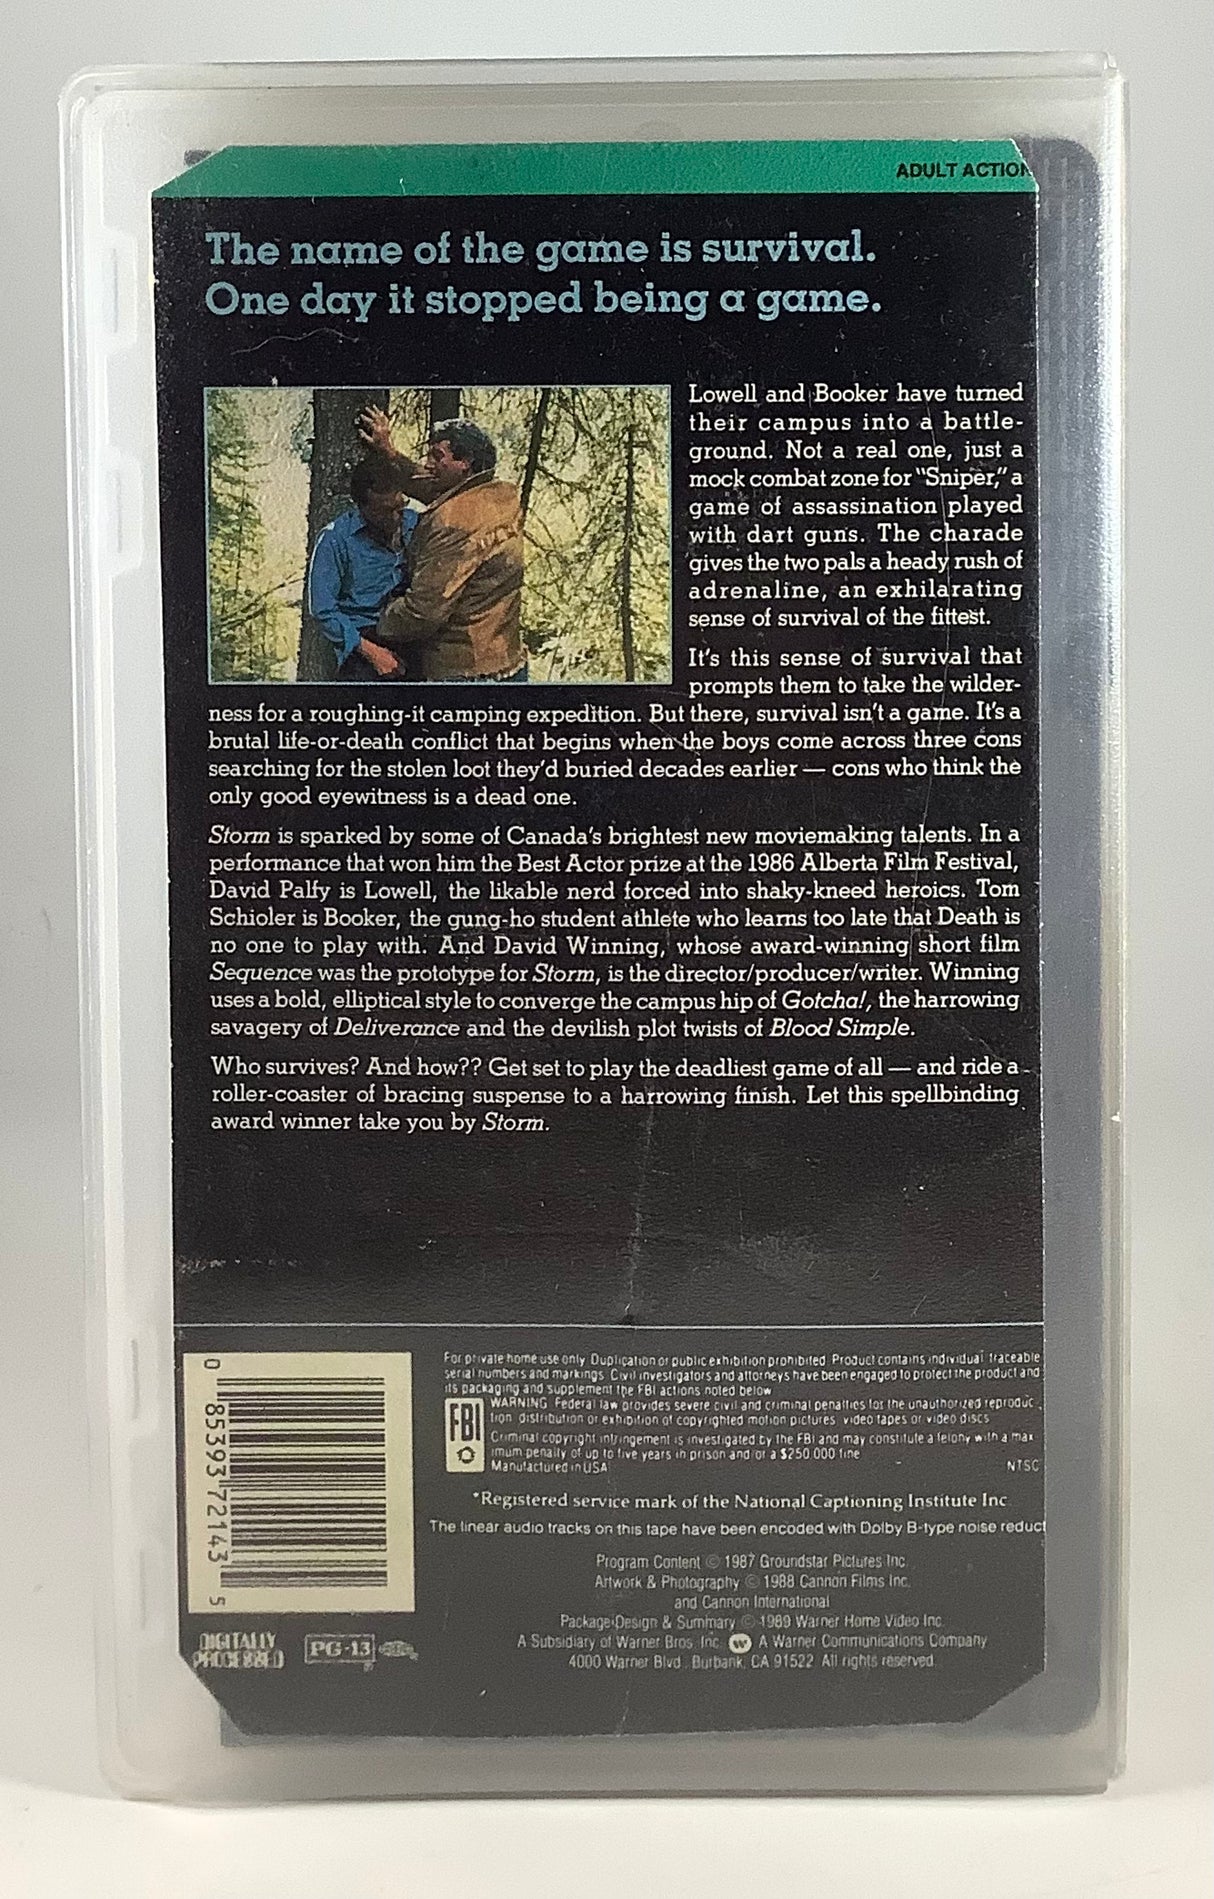 ADULT ACTION
The name of the game is survival.
One day it stopped being a game.
Lowell and Booker have turned
their campus into a battle-
ground. Not a real one, just a
mock combat zone for "Sniper," a
game of assassination played
with dart guns. The charade
gives the two pals a heady rush of
adrenaline, an exhilarating
sense of survival of the fittest.
It's this sense of survival that
prompts them to take the wilder-
ness for a roughing-it camping expedition. But there, survival isn't a game. It's a
brutal life-or-death conflict that begins when the boys come across three cons
searching for the stolen loot they'd buried decades earlier — cons who think the
only good eyewitness is a dead one.
Storm is sparked by some of Canada's brightest new moviemaking talents. In a
performance that won him the Best Actor prize at the 1986 Alberta Film Festival,
David Palfy is Lowell, the likable nerd forced into shaky-kneed heroics. Tom
Schioler is Booker, the gung-ho student athlete who learns too late that Death is
no one to play with. And David Winning, whose award-winning short film
Sequence was the prototype for Storm, is the director/producer/writer. Winning
uses a bold, elliptical style to converge the campus hip of Gotcha!, the harrowing
savagery of Deliverance and the devilish plot twists of Blood Simple.
Who survives? And how?? Get set to play the deadliest game of all — and ride a
roller-coaster of bracing suspense to a harrowing finish. Let this spellbinding
award winner take you by Storm.
For private home use only. Duplication or public exhibition prohibited. Product contains individual traceable
serial numbers and markings. Civil investigators and attorneys have been engaged to protect the product and
its packaging and supplement the FBI actions noted below
FBI
WARNING Federal law provides severe civil and criminal penalties for the unauthorized reproduc
tion distribution or exhibition of copyrighted motion pictures video tapes or video discs
Criminal copyright infringement is investigated by the FBI and may constitute a felony with a max
imum penalty of up to five years in prison and/or a $250,000 fine
Manufactured in USA
NTSC
*Registered service mark of the National Captioning Institute Inc.
The linear audio tracks on this tape have been encoded with Dolby B-type noise reduct
Program Content © 1987 Groundstar Pictures Inc.
Artwork & Photography © 1988 Cannon Films Inc.
and Cannon International
Package Design & Summary © 1989 Warner Home Video Inc.
A Subsidiary of Warner Bros. Inc. A Warner Communications Company
4000 Warner Blvd., Burbank, CA 91522. All rights reserved.
0 85393 72143 5
DIGITALLY
PROCESSED
PG-13